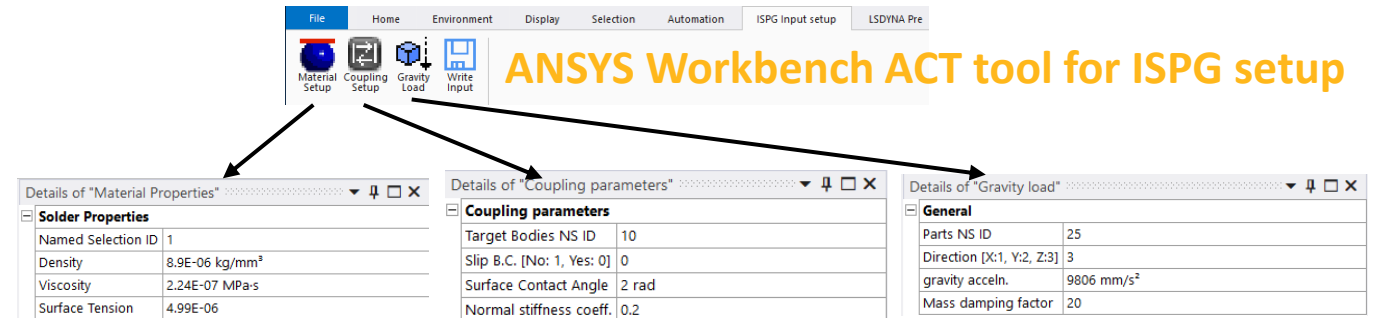 File Home Environment Display Selection Automation ISPG Input setup LSDYNA Pre
Material Setup Coupling Setup Gravity Load Write Input
ANSYS Workbench ACT tool for ISPG setup
Details of "Material Properties"
Solder Properties
Named Selection ID 1
Density 8.9E-06 kg/mm³
Viscosity 2.24E-07 MPa·s
Surface Tension 4.99E-06
Details of "Coupling parameters"
Coupling parameters
Target Bodies NS ID 10
Slip B.C. [No: 1, Yes: 0] 0
Surface Contact Angle 2 rad
Normal stiffness coeff. 0.2
Details of "Gravity load"
General
Parts NS ID 25
Direction [X:1, Y:2, Z:3] 3
gravity acceln. 9806 mm/s²
Mass damping factor 20